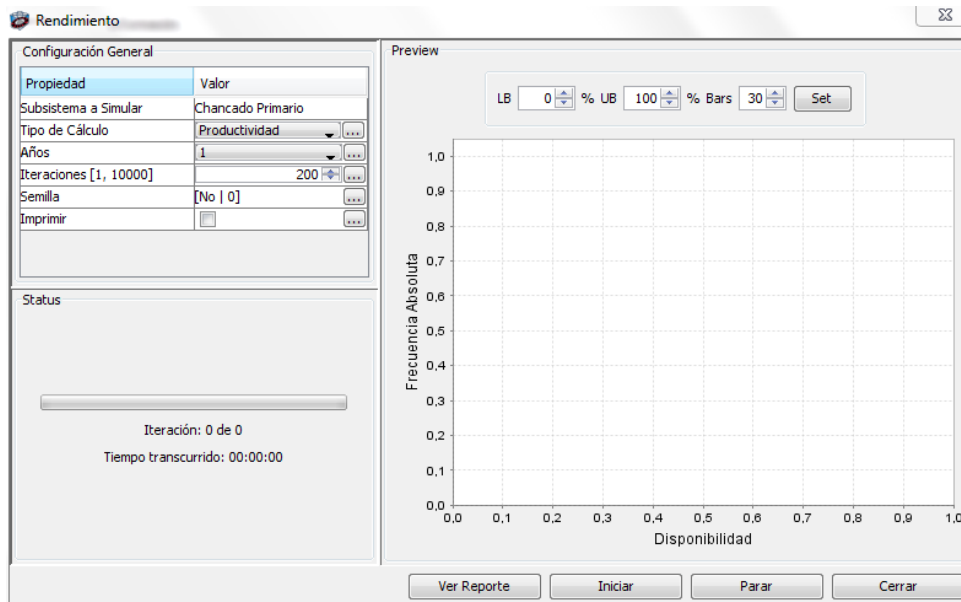 Rendimiento
Configuración General
Propiedad Valor
Subsistema a Simular Chancado Primario
Tipo de Cálculo Productividad ...
Años 1 ...
Iteraciones [1, 10000] 200 ...
Semilla [No | 0] ...
Imprimir ...
Status
Iteración: 0 de 0
Tiempo transcurrido: 00:00:00
Preview
LB 0 % UB 100 % Bars 30 Set
Frecuencia Absoluta
1,0
0,9
0,8
0,7
0,6
0,5
0,4
0,3
0,2
0,1
0,0
0,0 0,1 0,2 0,3 0,4 0,5 0,6 0,7 0,8 0,9 1,0
Disponibilidad
Ver Reporte Iniciar Parar Cerrar